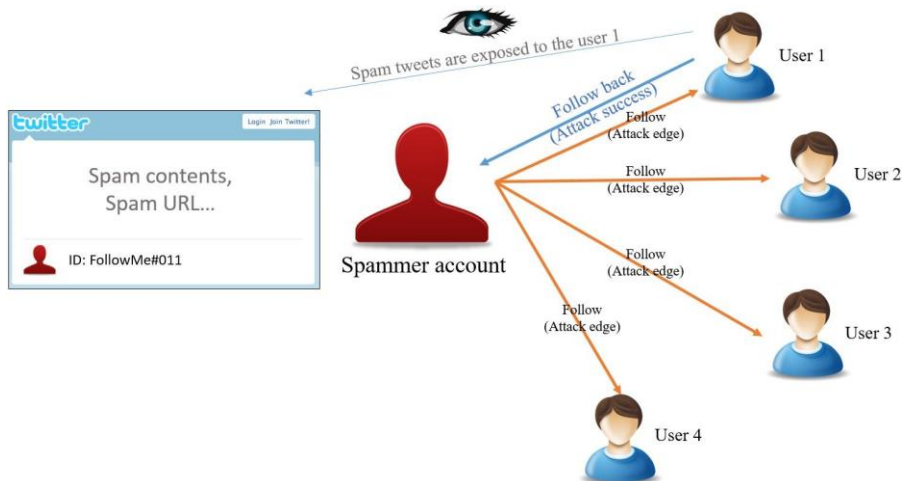 Spam tweets are exposed to the user 1
User 1
Follow back
(Attack success)
Follow
(Attack edge)
twitter
Login Join Twitter!
Spam contents,
Spam URL...
ID: FollowMe#011
Spammer account
Follow
(Attack edge)
User 2
Follow
(Attack edge)
User 3
Follow
(Attack edge)
User 4